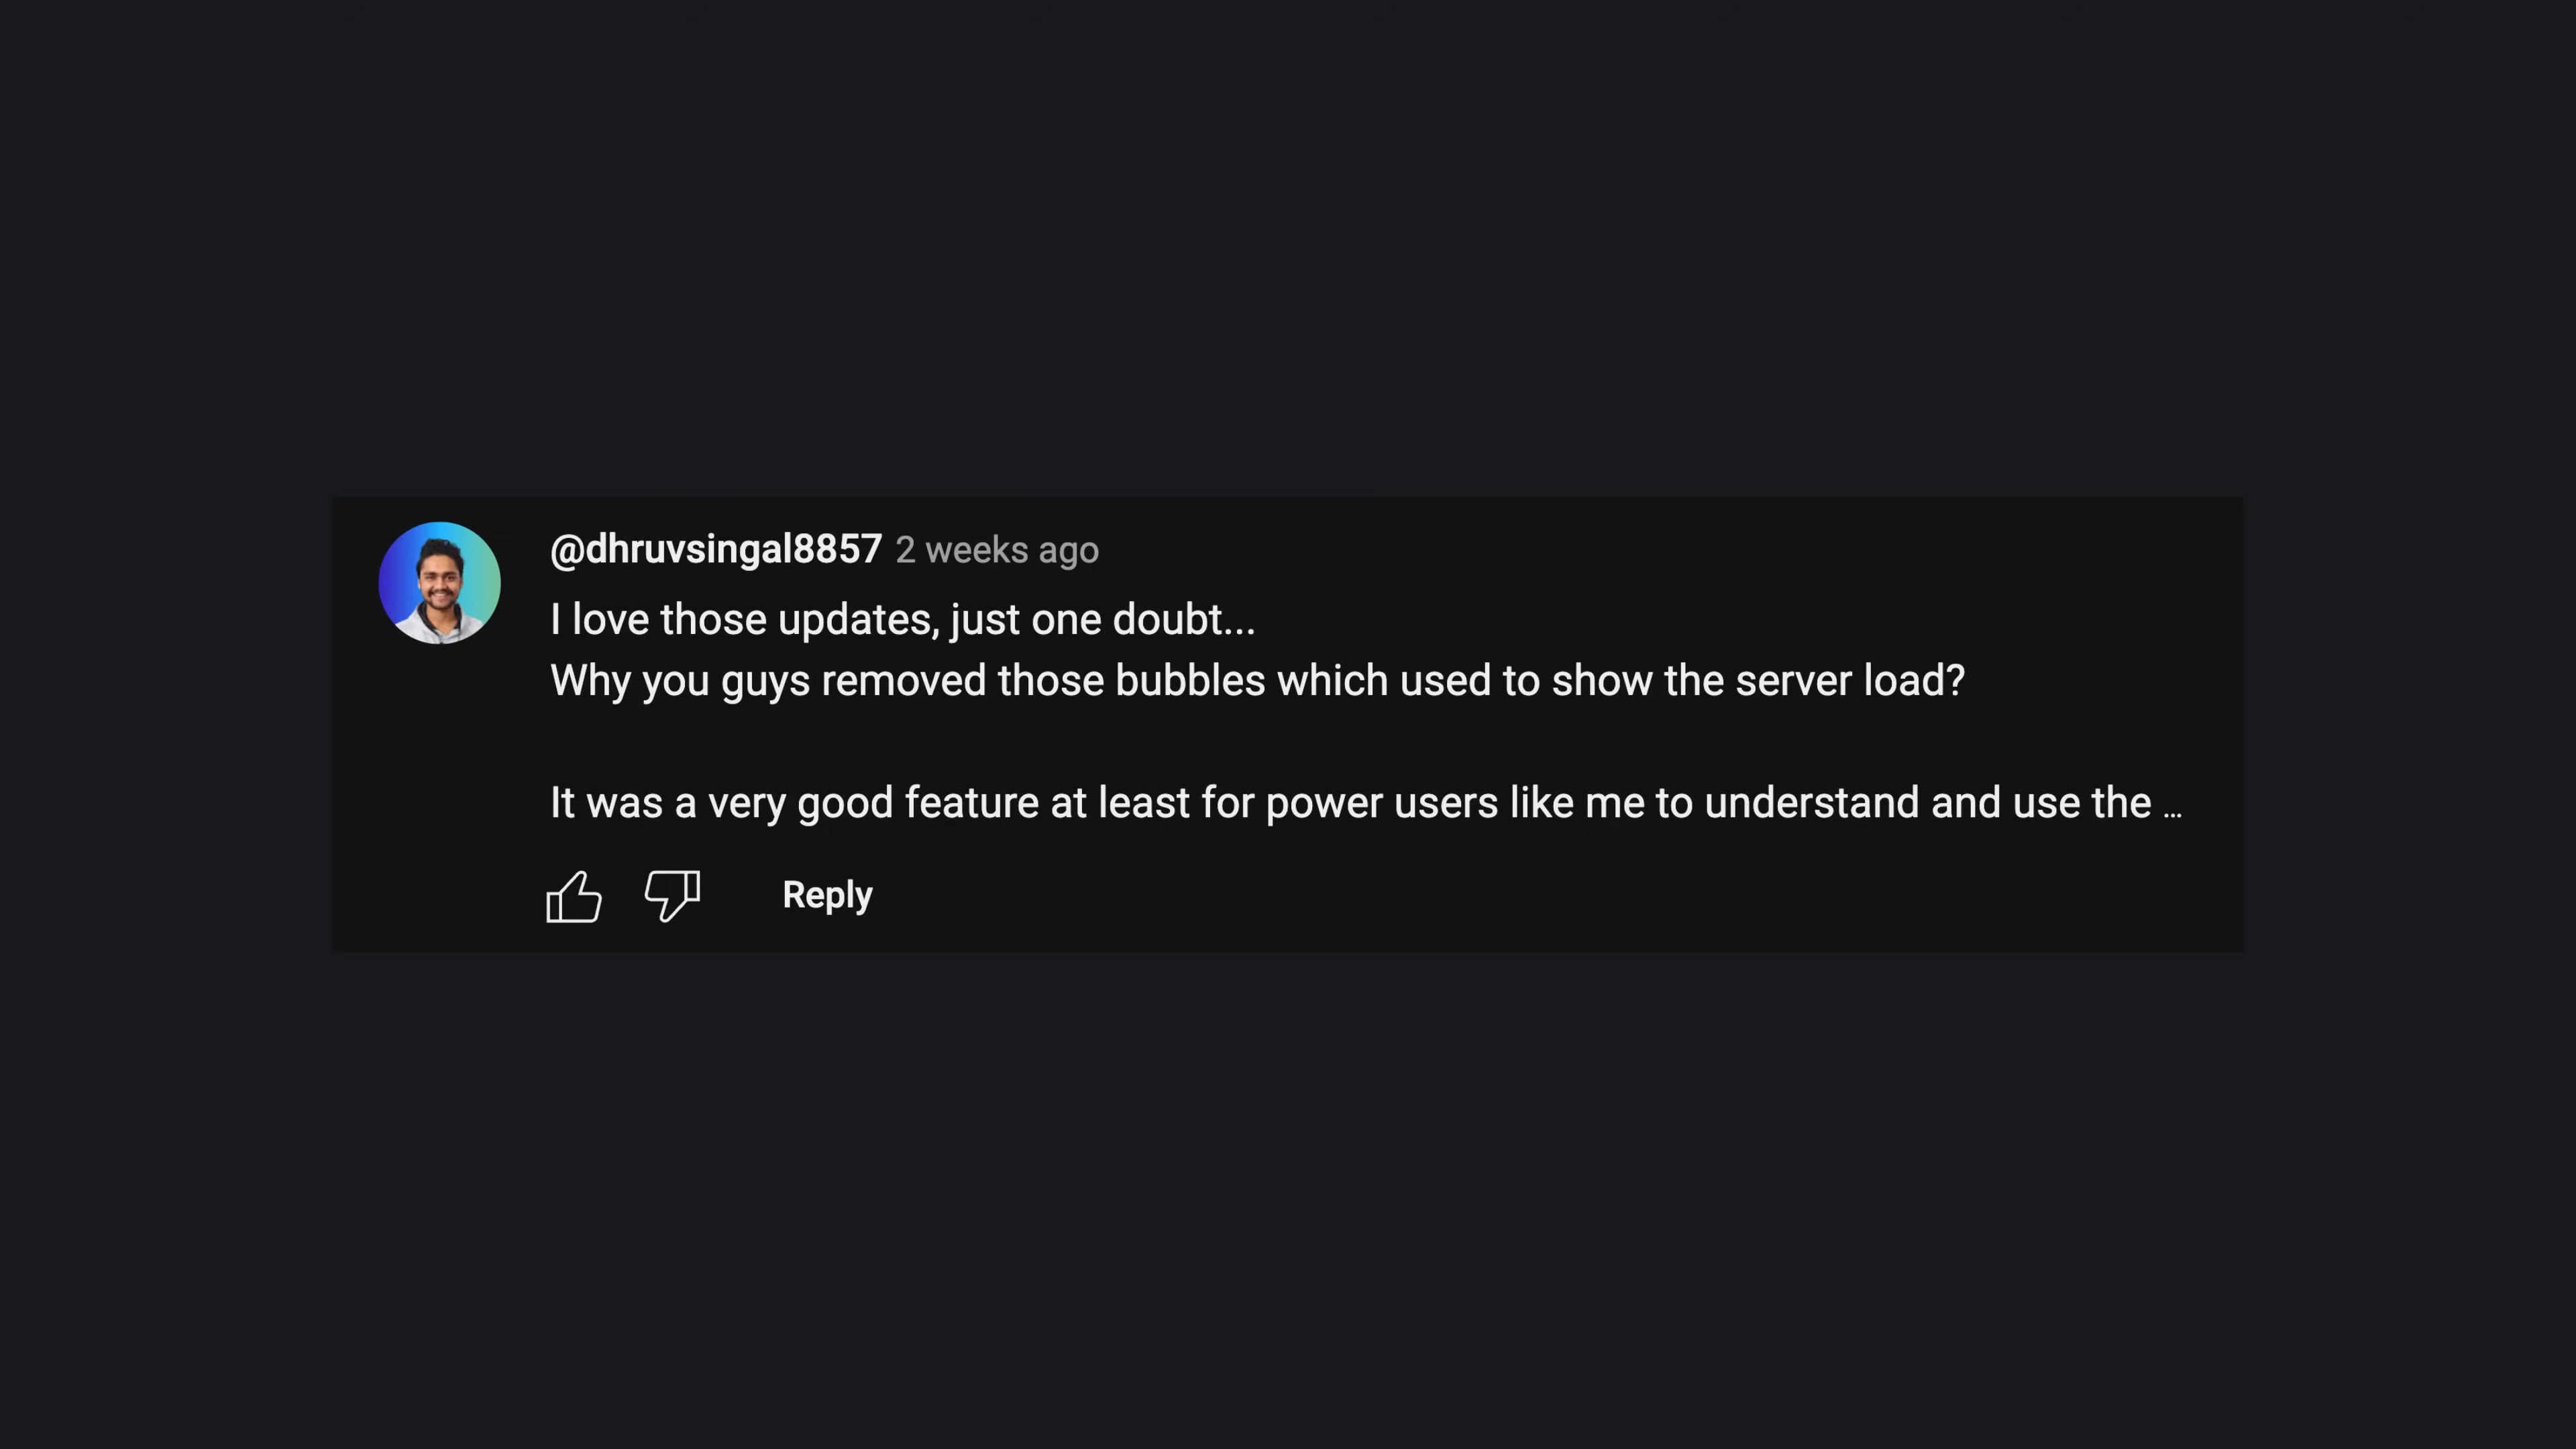 @dhruvsingal8857 2 weeks ago
I love those updates, just one doubt...
Why you guys removed those bubbles which used to show the server load?
It was a very good feature at least for power users like me to understand and use the ...
Reply